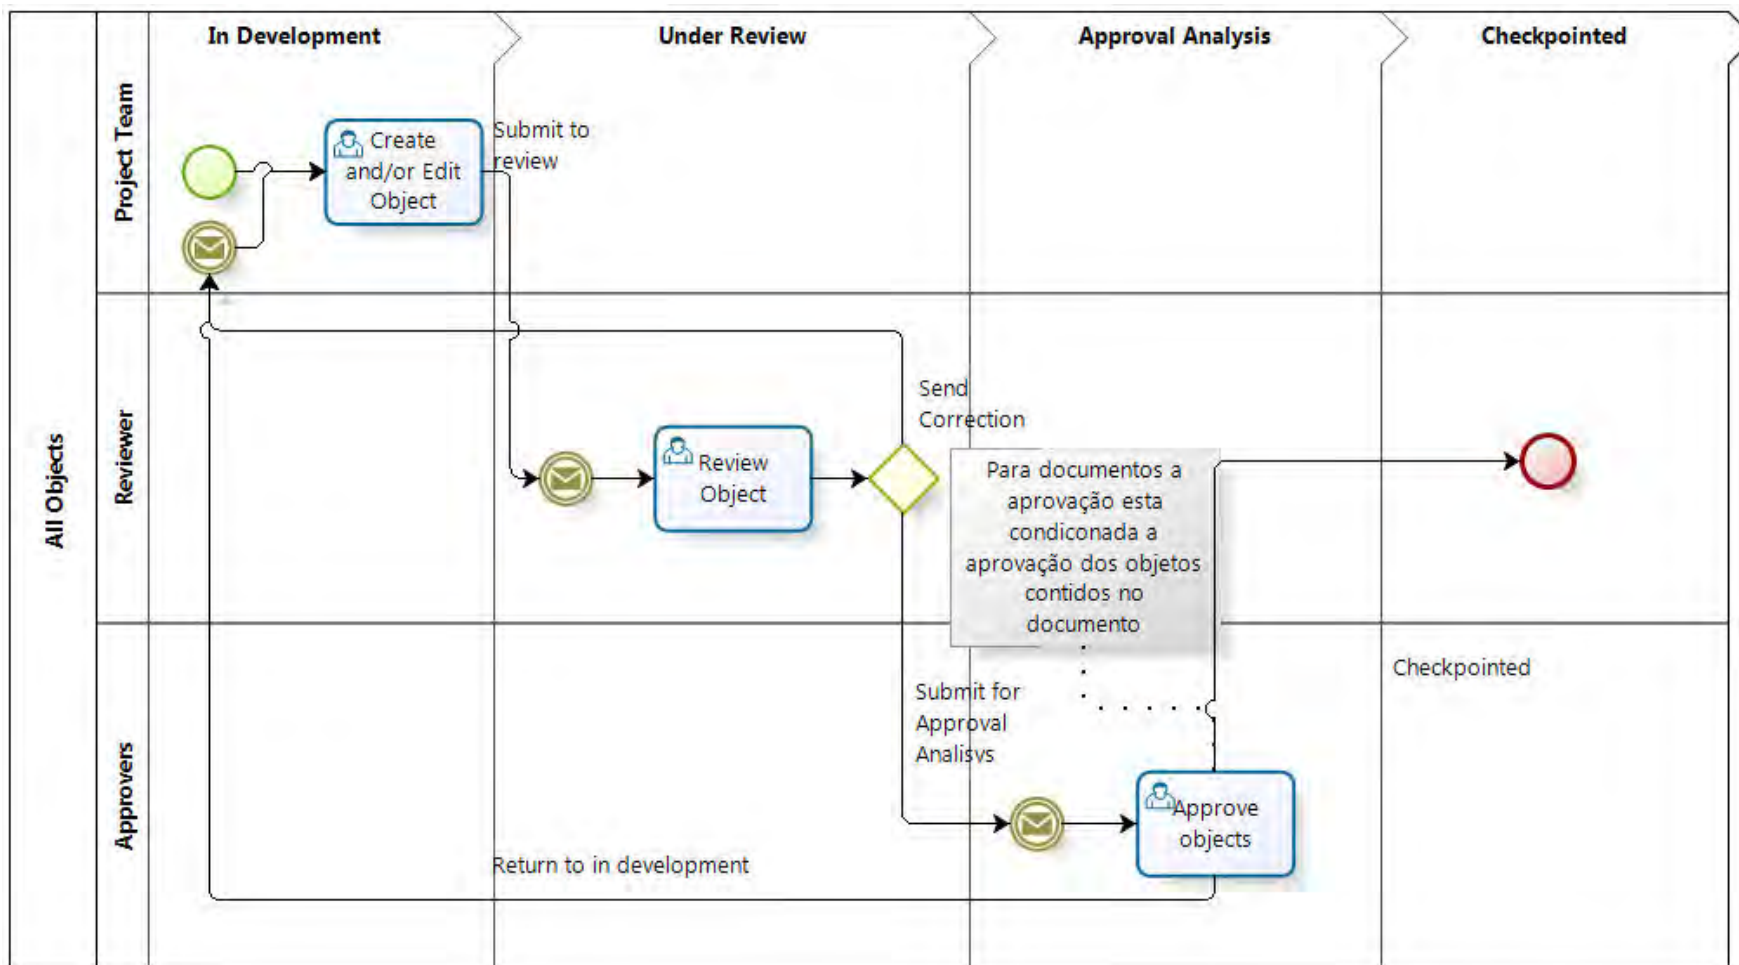 In Development
Under Review
Approval Analysis
Checkpointed
All Objects
Project Team
Create
and/or Edit
Object
Submit to
review
Reviewer
Review
Object
Send
Correction
Para documentos a
aprovação esta
condiconada a
aprovação dos objetos
contidos no
documento
Approvers
Submit for
Approval
Analisys
Checkpointed
Approve
objects
Return to in development